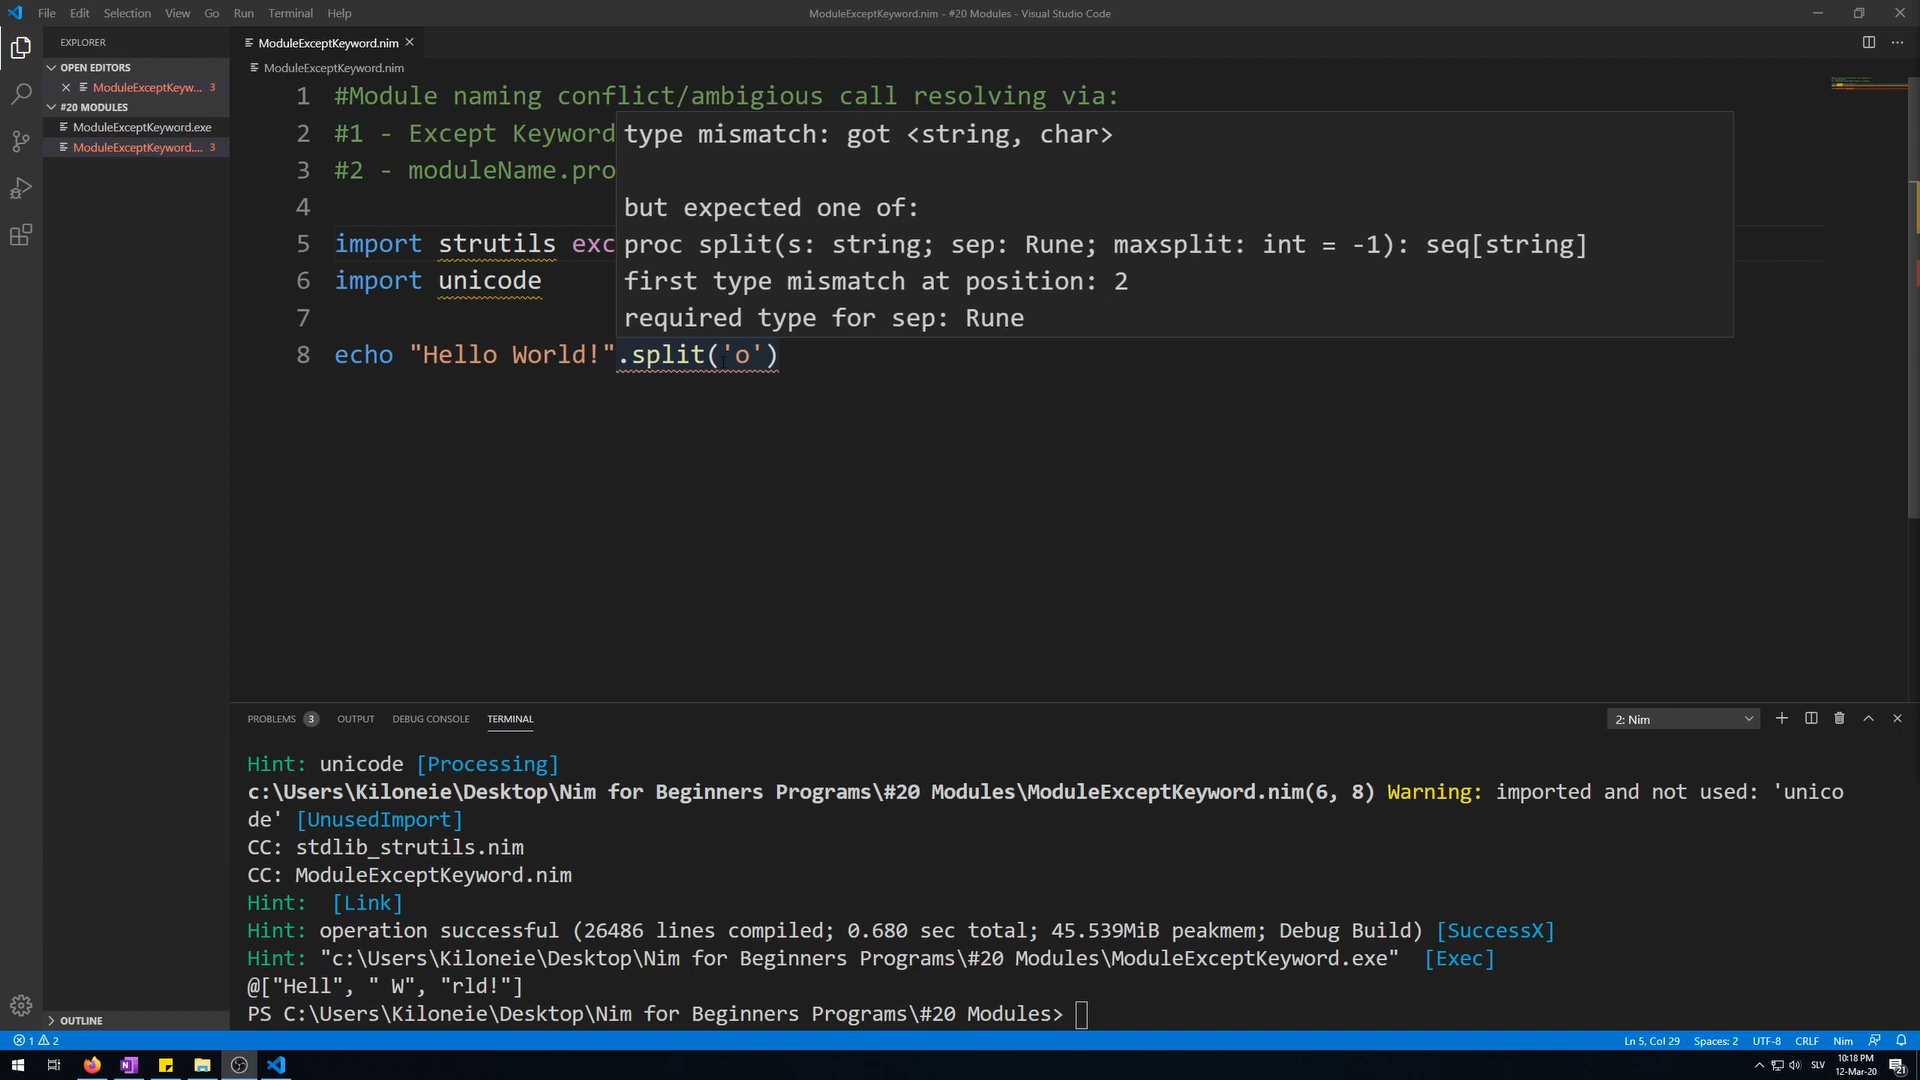 File Edit Selection View Go Run Terminal Help
ModuleExceptKeyword.nim - #20 Modules - Visual Studio Code
EXPLORER
OPEN EDITORS
ModuleExceptKeyw... 3
#20 MODULES
ModuleExceptKeyword.exe
ModuleExceptKeyword.... 3
OUTLINE
ModuleExceptKeyword.nim
ModuleExceptKeyword.nim
1 #Module naming conflict/ambigious call resolving via:
2 #1 - Except Keyword
3 #2 - moduleName.pro
4
5 import strutils exc
6 import unicode
7
8 echo "Hello World!".split('o')
type mismatch: got <string, char>
but expected one of:
proc split(s: string; sep: Rune; maxsplit: int = -1): seq[string]
first type mismatch at position: 2
required type for sep: Rune
PROBLEMS 3 OUTPUT DEBUG CONSOLE TERMINAL
2: Nim
Hint: unicode [Processing]
c:\Users\Kiloneie\Desktop\Nim for Beginners Programs\#20 Modules\ModuleExceptKeyword.nim(6, 8) Warning: imported and not used: 'unico
de' [UnusedImport]
CC: stdlib_strutils.nim
CC: ModuleExceptKeyword.nim
Hint:  [Link]
Hint: operation successful (26486 lines compiled; 0.680 sec total; 45.539MiB peakmem; Debug Build) [SuccessX]
Hint: "c:\Users\Kiloneie\Desktop\Nim for Beginners Programs\#20 Modules\ModuleExceptKeyword.exe"  [Exec]
@["Hell", " W", "rld!"]
PS C:\Users\Kiloneie\Desktop\Nim for Beginners Programs\#20 Modules>
1 2
Ln 5, Col 29 Spaces: 2 UTF-8 CRLF Nim
SLV
10:18 PM
12-Mar-20
21